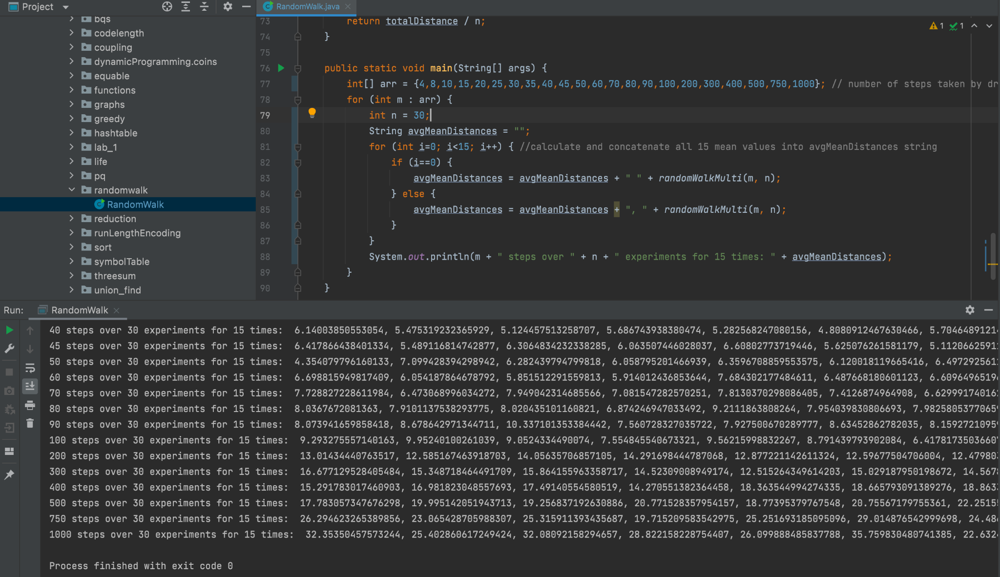 Project
RandomWalk.java
bqs
codelength
coupling
dynamicProgramming.coins
equable
functions
graphs
greedy
hashtable
lab_1
life
pq
randomwalk
RandomWalk
reduction
runLengthEncoding
sort
symbolTable
threesum
union_find
1 1
73 return totalDistance / n;
74 }
75
76 public static void main(String[] args) {
77 int[] arr = {4,8,10,15,20,25,30,35,40,45,50,60,70,80,90,100,200,300,400,500,750,1000}; // number of steps taken by dr
78 for (int m : arr) {
79 int n = 30;
80 String avgMeanDistances = "";
81 for (int i=0; i<15; i++) { //calculate and concatenate all 15 mean values into avgMeanDistances string
82 if (i==0) {
83 avgMeanDistances = avgMeanDistances + " " + randomWalkMulti(m, n);
84 } else {
85 avgMeanDistances = avgMeanDistances + ", " + randomWalkMulti(m, n);
86 }
87 }
88 System.out.println(m + " steps over " + n + " experiments for 15 times: " + avgMeanDistances);
89 }
90 }
Run: RandomWalk
40 steps over 30 experiments for 15 times:  6.14003850553054, 5.475319232365929, 5.124457513258707, 5.686743938380474, 5.282568247080156, 4.8080912467630466, 5.70464891214
45 steps over 30 experiments for 15 times:  6.417866438401334, 5.489116814742877, 6.3064834232338285, 6.063507446028037, 6.60802773719446, 5.625076261581179, 5.1120662591
50 steps over 30 experiments for 15 times:  4.354079796160133, 7.099428394298942, 6.282439794799818, 6.058795201466939, 6.3596708859553575, 6.120018119665416, 6.497292561
60 steps over 30 experiments for 15 times:  6.698815949817409, 6.054187864678792, 5.851512291559813, 5.914012436853644, 7.684302177484611, 6.487668180601123, 6.6096496519
70 steps over 30 experiments for 15 times:  7.728827228611984, 6.473068996034272, 7.949042314685566, 7.081547282570251, 7.8130370298086405, 7.4126874964908, 6.62999174016
80 steps over 30 experiments for 15 times:  8.0367672081363, 7.9101137538293775, 8.020435101160821, 6.874246947033492, 9.2111863808264, 7.954039830806693, 7.9825805377065
90 steps over 30 experiments for 15 times:  8.073941659858418, 8.678642971344711, 10.337101353384442, 7.560728327035722, 7.927500670289777, 8.63452862782035, 8.1592721095
100 steps over 30 experiments for 15 times:  9.293275557140163, 9.95240100261039, 9.0524334490074, 7.554845540673321, 9.56215998832267, 8.791439793902084, 6.417817350366
200 steps over 30 experiments for 15 times:  13.01434440763517, 12.585167463918703, 14.05635706857105, 14.291698444787068, 12.877221142611324, 12.59677504706004, 12.47980
300 steps over 30 experiments for 15 times:  16.677129528405484, 15.348718464491709, 15.864155963358717, 14.52309008949174, 12.515264349614203, 15.029187950198672, 14.567
400 steps over 30 experiments for 15 times:  15.291783017460903, 16.981823048557693, 17.49140554580519, 14.270551382364458, 18.363544994274335, 18.665793091389276, 18.863
500 steps over 30 experiments for 15 times:  17.783057347676298, 19.995142051943713, 19.256837192630886, 20.771528357954157, 18.77395379767548, 20.75567179755361, 22.2515
750 steps over 30 experiments for 15 times:  26.294623265389856, 23.065428705988307, 25.315911393435687, 19.715209583542975, 25.251693185095096, 29.014876542999698, 24.48
1000 steps over 30 experiments for 15 times:  32.35350457573244, 25.402860617249424, 32.08092158294657, 28.822158228754407, 26.099888485837788, 35.759830480741385, 22.632
Process finished with exit code 0